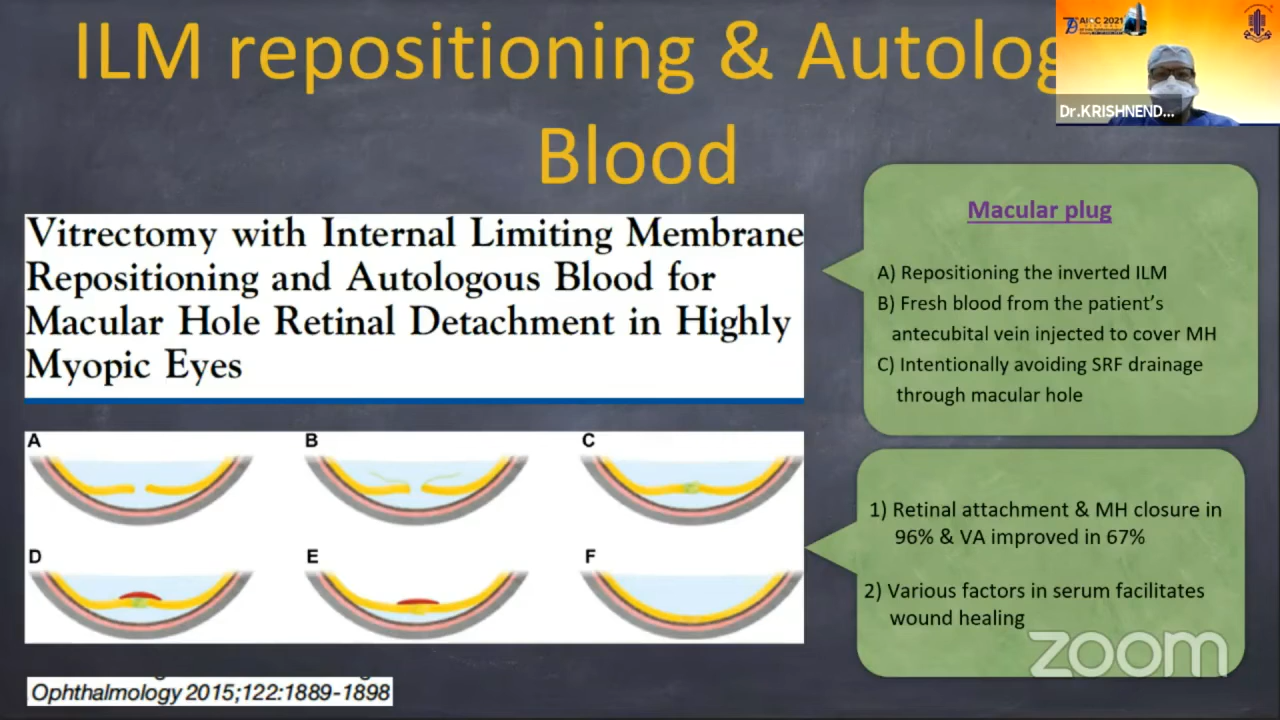 ILM repositioning & Autolog
Blood
AIOC 2021
Dr.KRISHNEND...
Vitrectomy with Internal Limiting Membrane
Repositioning and Autologous Blood for
Macular Hole Retinal Detachment in Highly
Myopic Eyes
Macular plug
A) Repositioning the inverted ILM
B) Fresh blood from the patient's
antecubital vein injected to cover MH
C) Intentionally avoiding SRF drainage
through macular hole
A
B
C
D
E
F
1) Retinal attachment & MH closure in
96% & VA improved in 67%
2) Various factors in serum facilitates
wound healing
zoom
Ophthalmology 2015;122:1889-1898